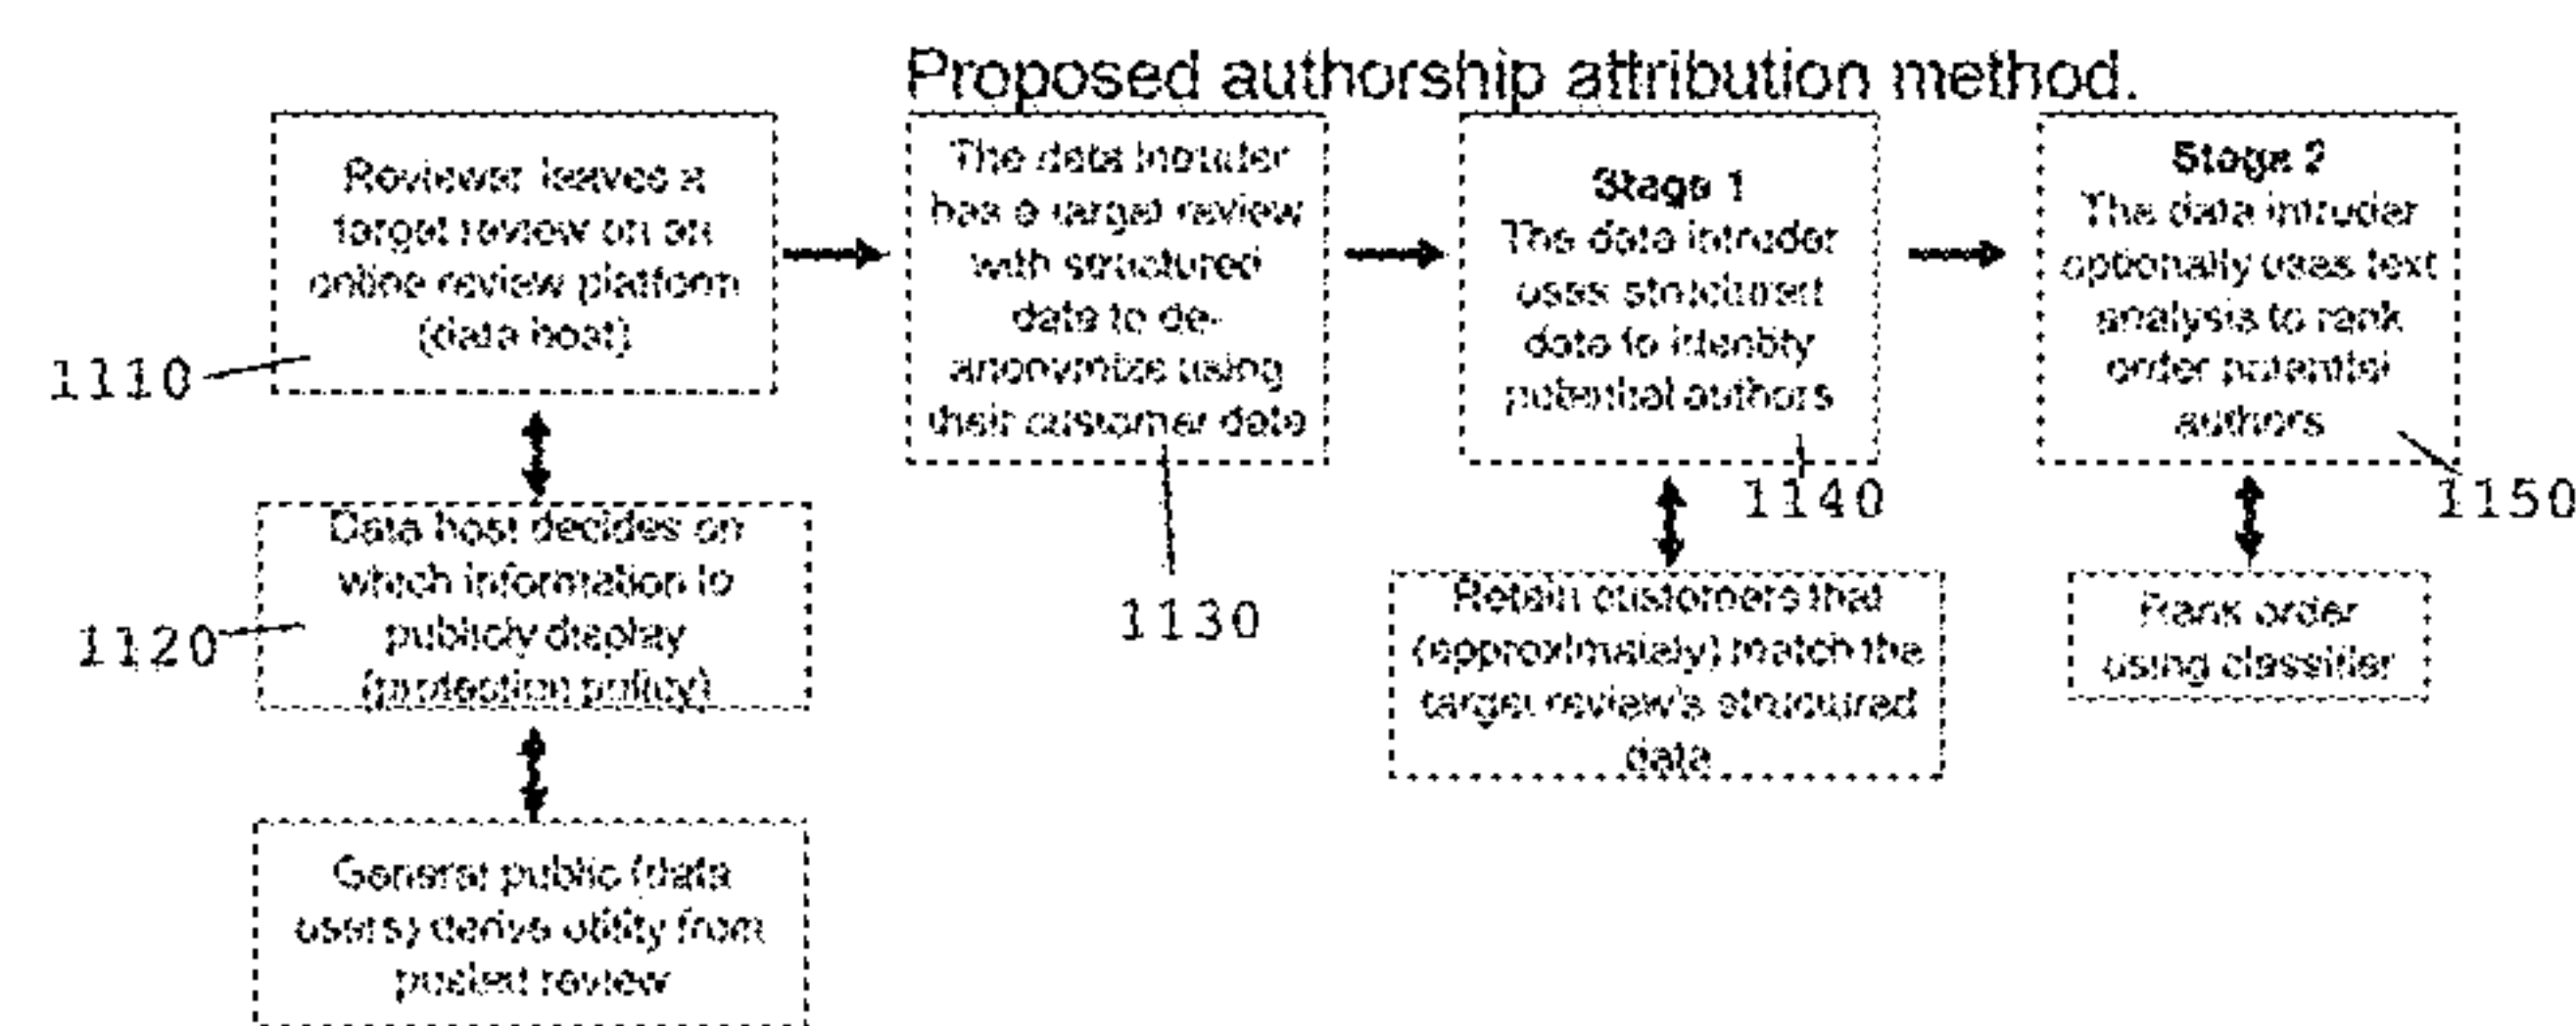 Proposed authorship attribution method.
Reviewer leaves a
target review on an
online review platform
(data host)
1110
Data host decides on
which information to
publicly display
(protection policy)
1120
General public (data
users) derive utility from
posted review
The data intruder
has a target review
with structured
data to de-
anonymize using
their customer data
1130
Stage 1
The data intruder
uses structured
data to identify
potential authors
1140
Retain customers that
(approximately) match the
target review's structured
data
Stage 2
The data intruder
optionally uses text
analysis to rank
order potential
authors
1150
Rank order
using classifier